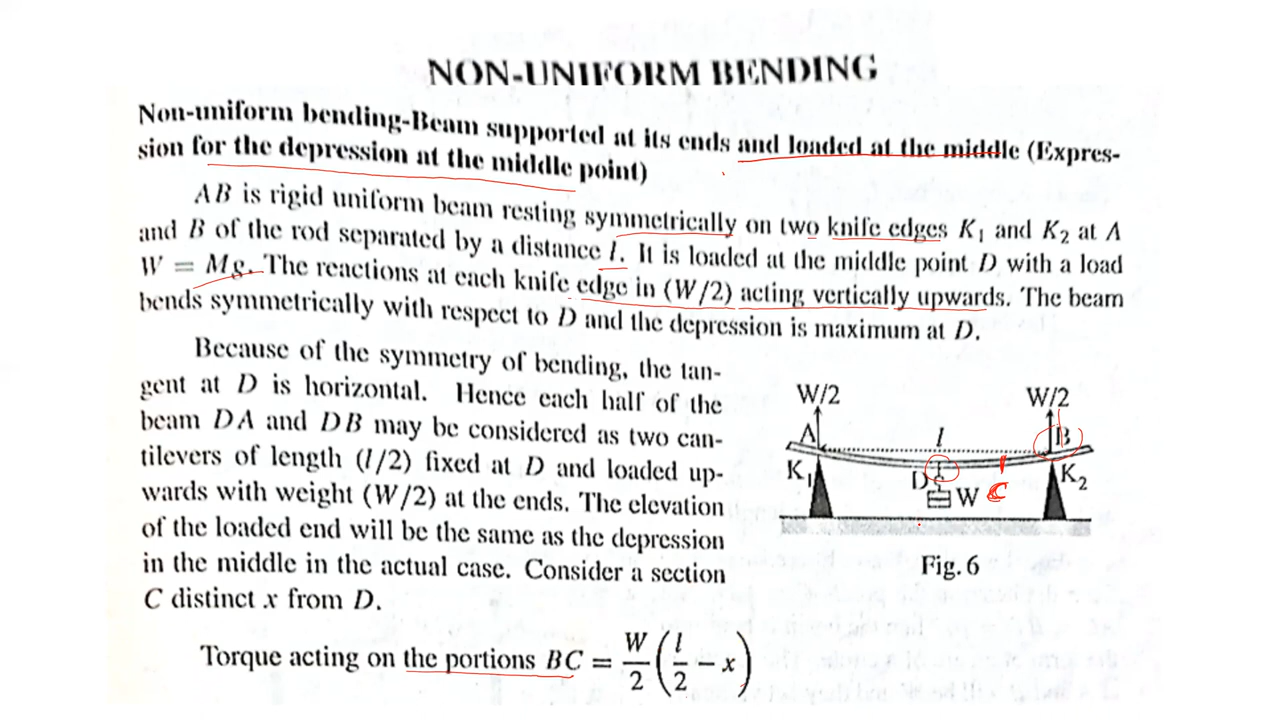 NON-UNIFORM BENDING
Non-uniform bending-Beam supported at its ends and loaded at the middle (Expres-
sion for the depression at the middle point)
AB is rigid uniform beam resting symmetrically on two knife edges K₁ and K₂ at A
and B of the rod separated by a distance l. It is loaded at the middle point D with a load
W = Mg. The reactions at each knife edge in (W/2) acting vertically upwards. The beam
bends symmetrically with respect to D and the depression is maximum at D.
Because of the symmetry of bending, the tan-
gent at D is horizontal. Hence each half of the
beam DA and DB may be considered as two can-
tilevers of length (l/2) fixed at D and loaded up-
wards with weight (W/2) at the ends. The elevation
of the loaded end will be the same as the depression
in the middle in the actual case. Consider a section
C distinct x from D.
W/2 W/2
A l B
K₁ D W C K₂
Fig. 6
Torque acting on the portions BC = W/2 (l/2 − x)